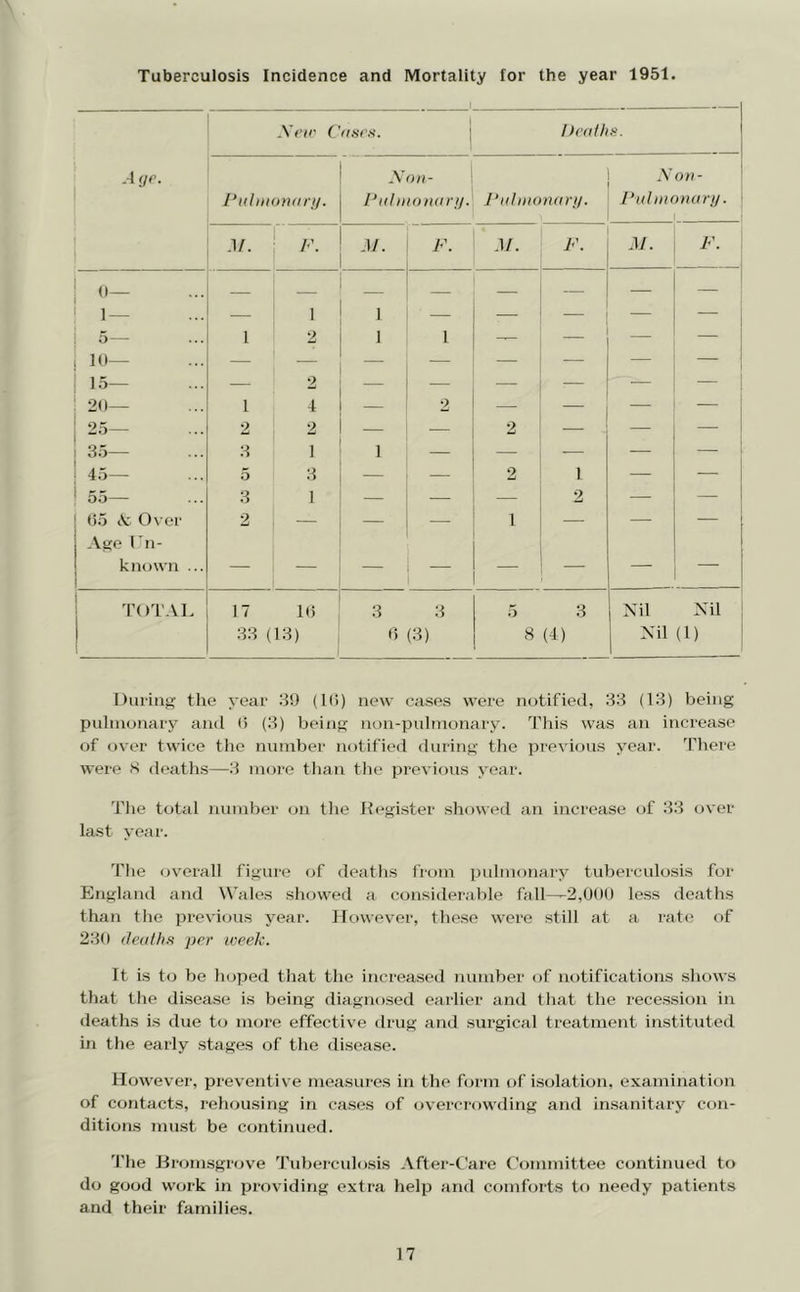 Tuberculosis Incidence and Mortality for the year 1951.
New Cases. Deaths.
Age. Pulmonary. Non-Pulmonary. Pulmonary. Non-Pulmonary.
M. F. M. F. M. F. M. F.
0— ... — — — — — — — —
1— ... — 1 1 — — — — —
5— ... 1 2 1 1 — — — —
10— ... — — — — — — — —
15— ... — 2 — — — — — —
20— ... 1 4 — 2 — — — —
25— ... 2 2 — — 2 — — —
35— ... 3 1 1 — — — — —
45— ... 5 3 — — 2 1 — —
55— ... 3 1 — — — 2 — —
65 & Over 2 — — — 1 — — —
Age Un-
known ... — — — — — — — —
TOTAL 17 16 3 3 5 3 Nil Nil
33 (13) 6 (3) 8 (4) Nil (1)
During the year 39 (16) new cases were notified, 33 (13) being
pulmonary and 6 (3) being non-pulmonary. This was an increase
of over twice the number notified during the previous year. There
were 8 deaths—3 more than the previous year.
The total number on the Register showed an increase of 33 over
last year.
The overall figure of deaths from pulmonary tuberculosis for
England and Wales showed a considerable fall—2,000 less deaths
than the previous year. However, these were still at a rate of
230 deaths per week.
It is to be hoped that the increased number of notifications shows
that the disease is being diagnosed earlier and that the recession in
deaths is due to more effective drug and surgical treatment instituted
in the early stages of the disease.
However, preventive measures in the form of isolation, examination
of contacts, rehousing in cases of overcrowding and insanitary con-
ditions must be continued.
The Bromsgrove Tuberculosis After-Care Committee continued to
do good work in providing extra help and comforts to needy patients
and their families.
17